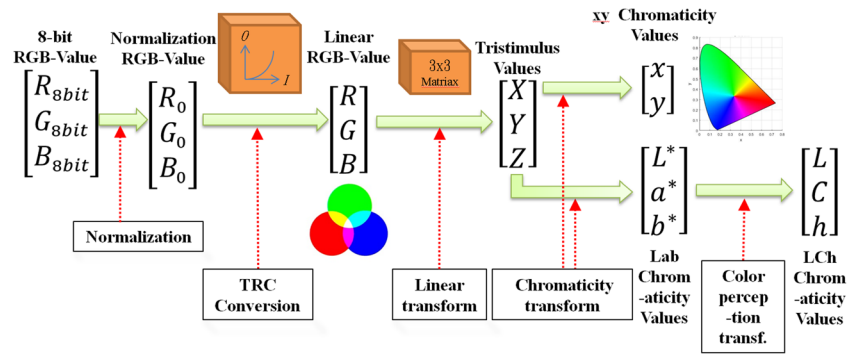 8-bit
RGB-Value
[R8bit
G8bit
B8bit]
Normalization
RGB-Value
[R0
G0
B0]
O
I
Linear
RGB-Value
[R
G
B]
3x3
Matriax
Tristimulus
Values
[X
Y
Z]
xy Chromaticity
Values
[x
y]
[L*
a*
b*]
Lab
Chrom
-aticity
Values
[L
C
h]
LCh
Chrom
-aticity
Values
Normalization
TRC
Conversion
Linear
transform
Chromaticity
transform
Color
percep
-tion
transf.